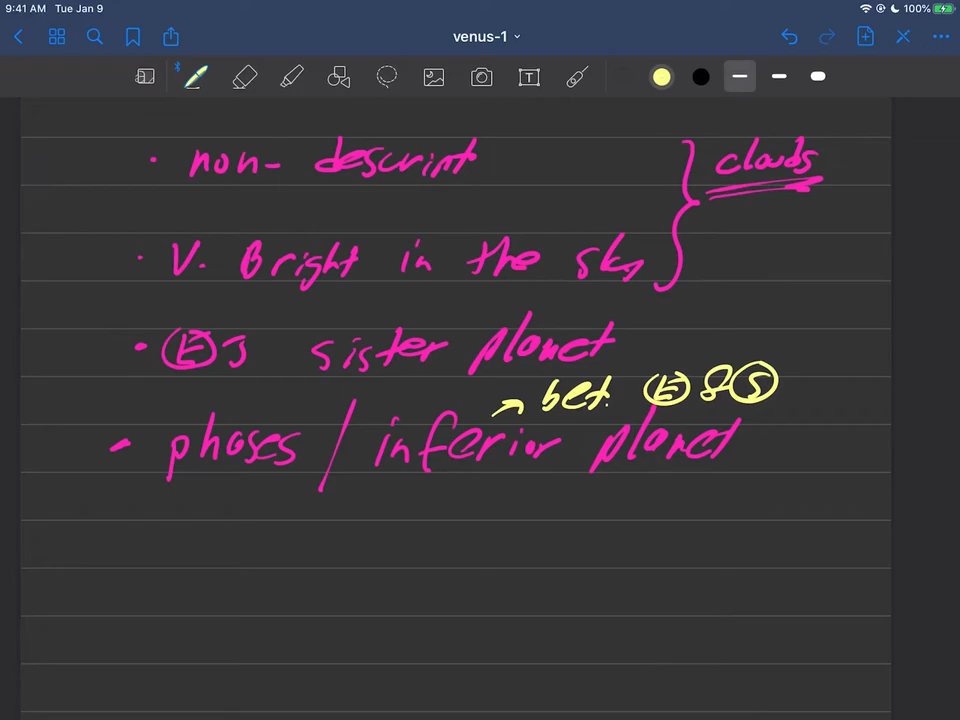 9:41 AM Tue Jan 9
100%
venus-1
T
• non-descript } clouds
• V. Bright in the sky
• Ⓔ's sister planet
→ bet. Ⓔ & Ⓢ
• phases / inferior planet